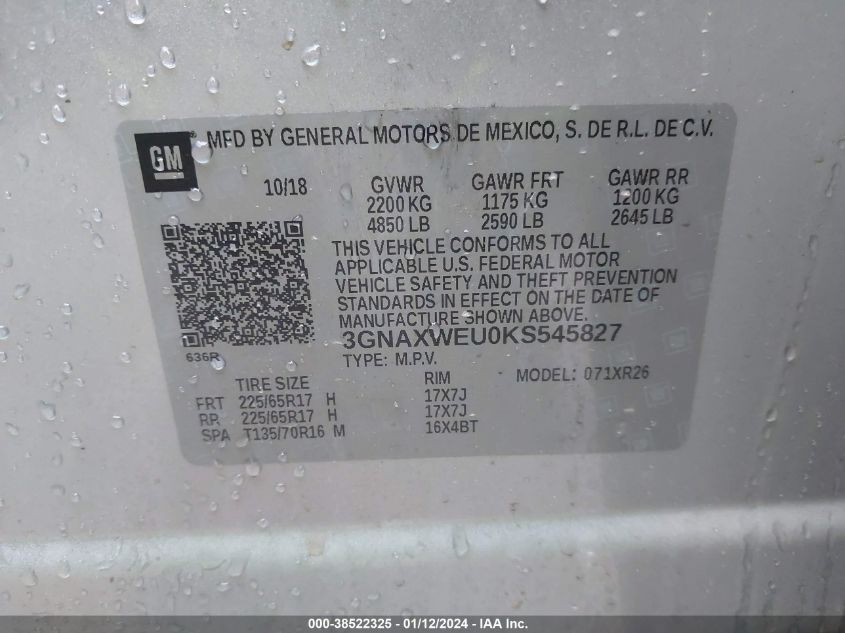 GM ® MFD BY GENERAL MOTORS DE MEXICO, S. DE R.L. DE C.V.
10/18 GVWR GAWR FRT GAWR RR
2200 KG 1175 KG 1200 KG
4850 LB 2590 LB 2645 LB
THIS VEHICLE CONFORMS TO ALL
APPLICABLE U.S. FEDERAL MOTOR
VEHICLE SAFETY AND THEFT PREVENTION
STANDARDS IN EFFECT ON THE DATE OF
MANUFACTURE SHOWN ABOVE.
3GNAXWEU0KS545827
636R
TYPE: M.P.V.
TIRE SIZE RIM MODEL: 071XR26
FRT 225/65R17 H 17X7J
RR 225/65R17 H 17X7J
SPA T135/70R16 M 16X4BT
000-38522325 - 01/12/2024 - IAA Inc.